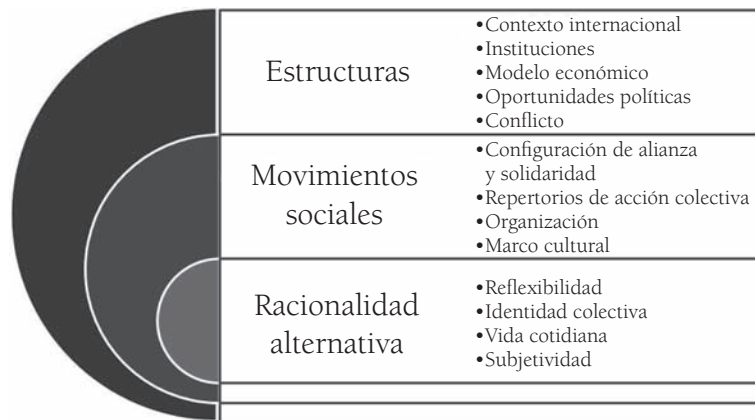 Estructuras
•Contexto internacional
•Instituciones
•Modelo económico
•Oportunidades políticas
•Conflicto
Movimientos
sociales
•Configuración de alianza
y solidaridad
•Repertorios de acción colectiva
•Organización
•Marco cultural
Racionalidad
alternativa
•Reflexibilidad
•Identidad colectiva
•Vida cotidiana
•Subjetividad